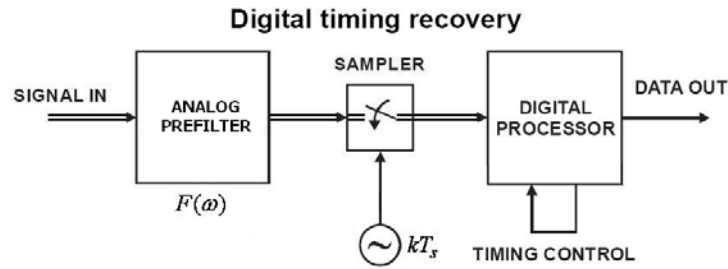 Digital timing recovery
SIGNAL IN
ANALOG
PREFILTER
F(ω)
SAMPLER
~
kTₛ
DIGITAL
PROCESSOR
DATA OUT
TIMING CONTROL